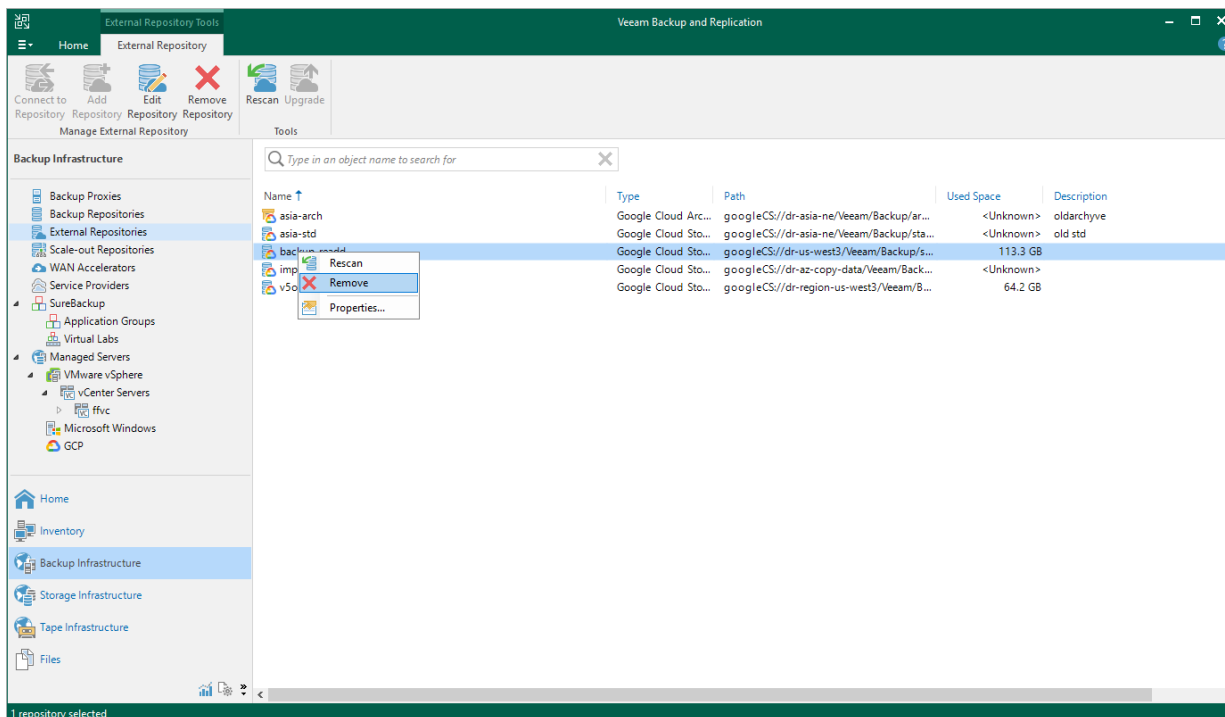 External Repository Tools
Veeam Backup and Replication
Home
External Repository
Connect to Repository
Add Repository
Edit Repository
Remove Repository
Rescan
Upgrade
Manage External Repository
Tools
Backup Infrastructure
Backup Proxies
Backup Repositories
External Repositories
Scale-out Repositories
WAN Accelerators
Service Providers
SureBackup
Application Groups
Virtual Labs
Managed Servers
VMware vSphere
vCenter Servers
ffvc
Microsoft Windows
GCP
Home
Inventory
Backup Infrastructure
Storage Infrastructure
Tape Infrastructure
Files
Type in an object name to search for
Name Type Path Used Space Description
asia-arch Google Cloud Arc... googleCS://dr-asia-ne/Veeam/Backup/ar... <Unknown> oldarchyve
asia-std Google Cloud Sto... googleCS://dr-asia-ne/Veeam/Backup/sta... <Unknown> old std
backup-readd Google Cloud Sto... googleCS://dr-us-west3/Veeam/Backup/s... 113.3 GB
imp Google Cloud Sto... googleCS://dr-az-copy-data/Veeam/Back... <Unknown>
v5o Google Cloud Sto... googleCS://dr-region-us-west3/Veeam/B... 64.2 GB
Rescan
Remove
Properties...
1 repository selected